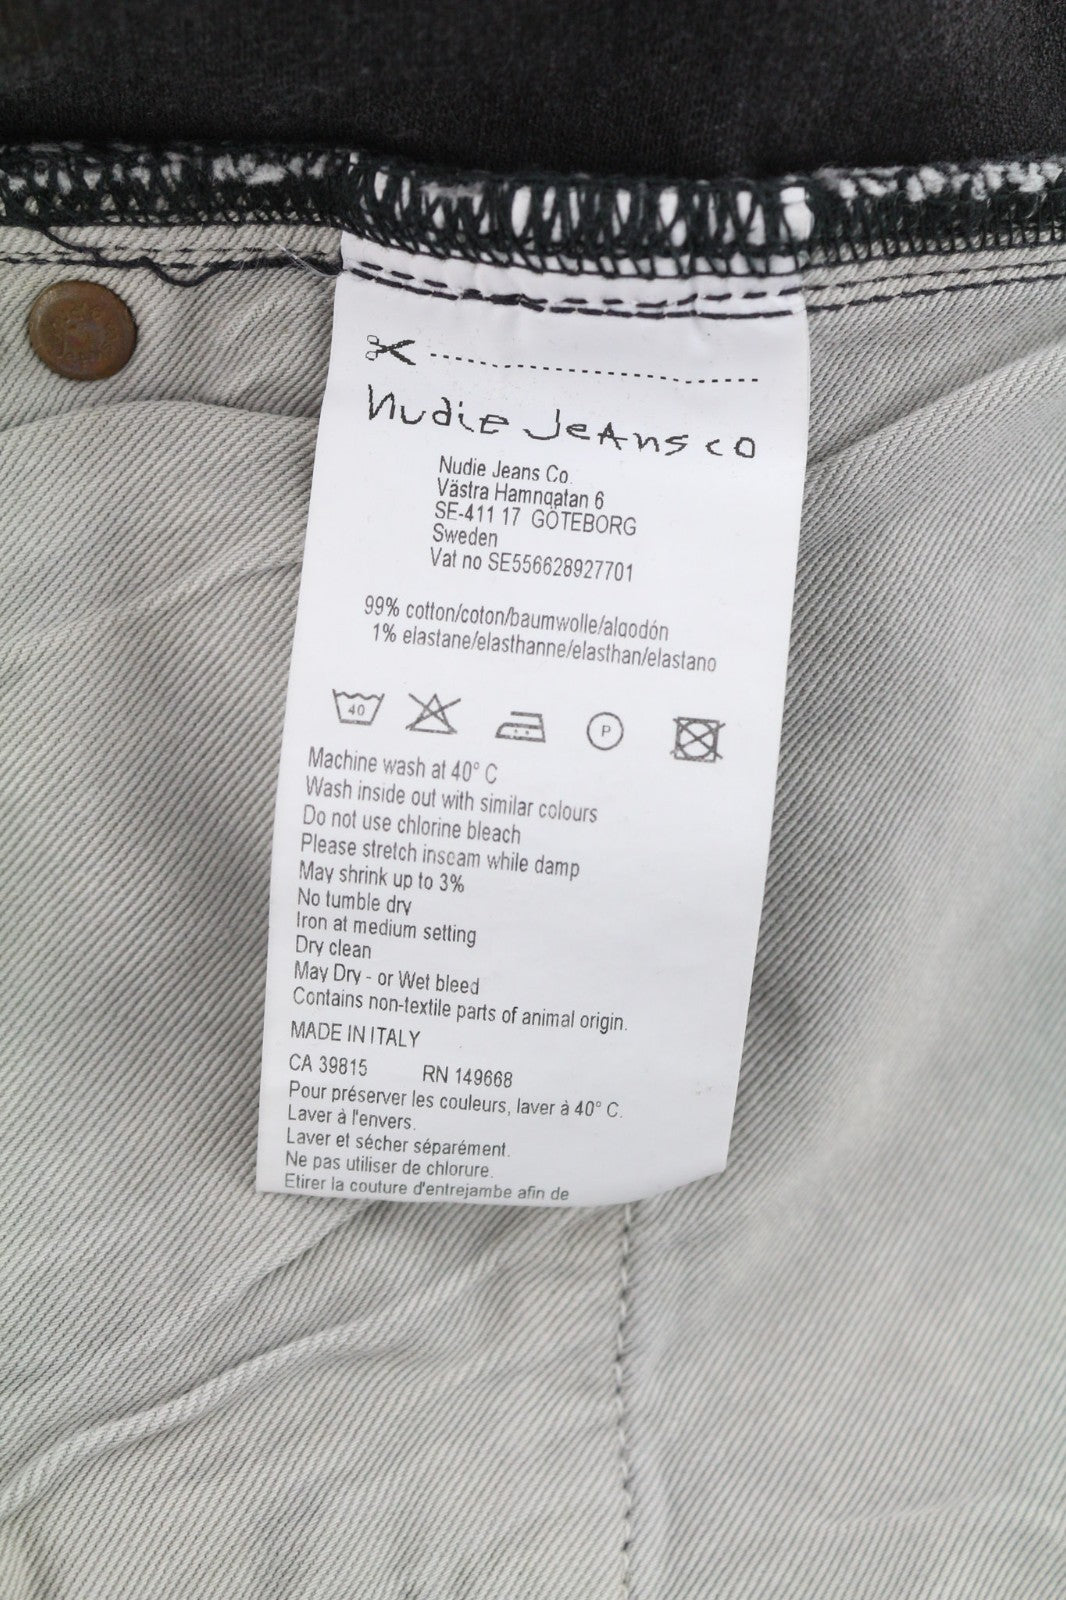 Nudie Jeans co
Nudie Jeans Co.
Västra Hamngatan 6
SE-411 17 GÖTEBORG
Sweden
Vat no SE556628927701
99% cotton/coton/baumwolle/algodón
1% elastane/elasthanne/elasthan/elastano
40
P
Machine wash at 40° C
Wash inside out with similar colours
Do not use chlorine bleach
Please stretch inseam while damp
May shrink up to 3%
No tumble dry
Iron at medium setting
Dry clean
May Dry - or Wet bleed
Contains non-textile parts of animal origin.
MADE IN ITALY
CA 39815 RN 149668
Pour préserver les couleurs, laver à 40° C.
Laver à l'envers.
Laver et sécher séparément.
Ne pas utiliser de chlorure.
Etirer la couture d'entrejambe afin de